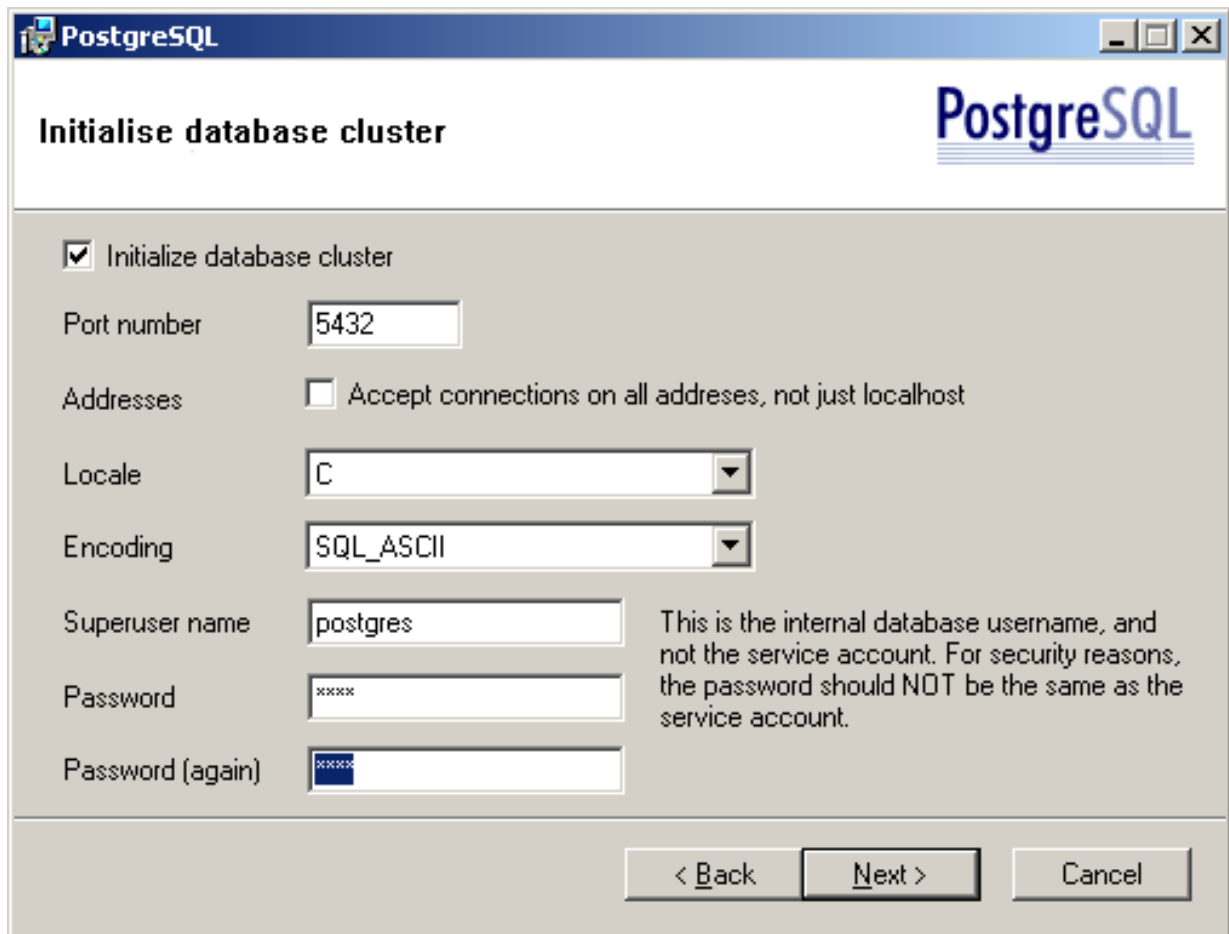 PostgreSQL
Initialise database cluster
PostgreSQL
Initialize database cluster
Port number 5432
Addresses Accept connections on all addreses, not just localhost
Locale C
Encoding SQL_ASCII
Superuser name postgres
This is the internal database username, and
not the service account. For security reasons,
the password should NOT be the same as the
service account.
Password ****
Password (again) ****
< Back Next > Cancel